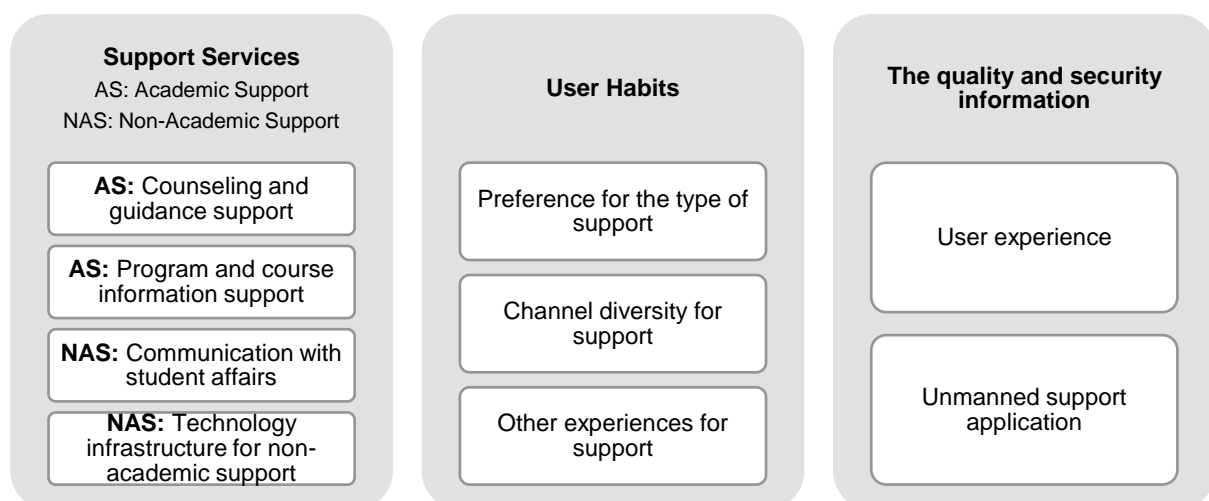 Support Services
AS: Academic Support
NAS: Non-Academic Support
AS: Counseling and
guidance support
AS: Program and course
information support
NAS: Communication with
student affairs
NAS: Technology
infrastructure for non-
academic support
User Habits
Preference for the type of
support
Channel diversity for
support
Other experiences for
support
The quality and security
information
User experience
Unmanned support
application